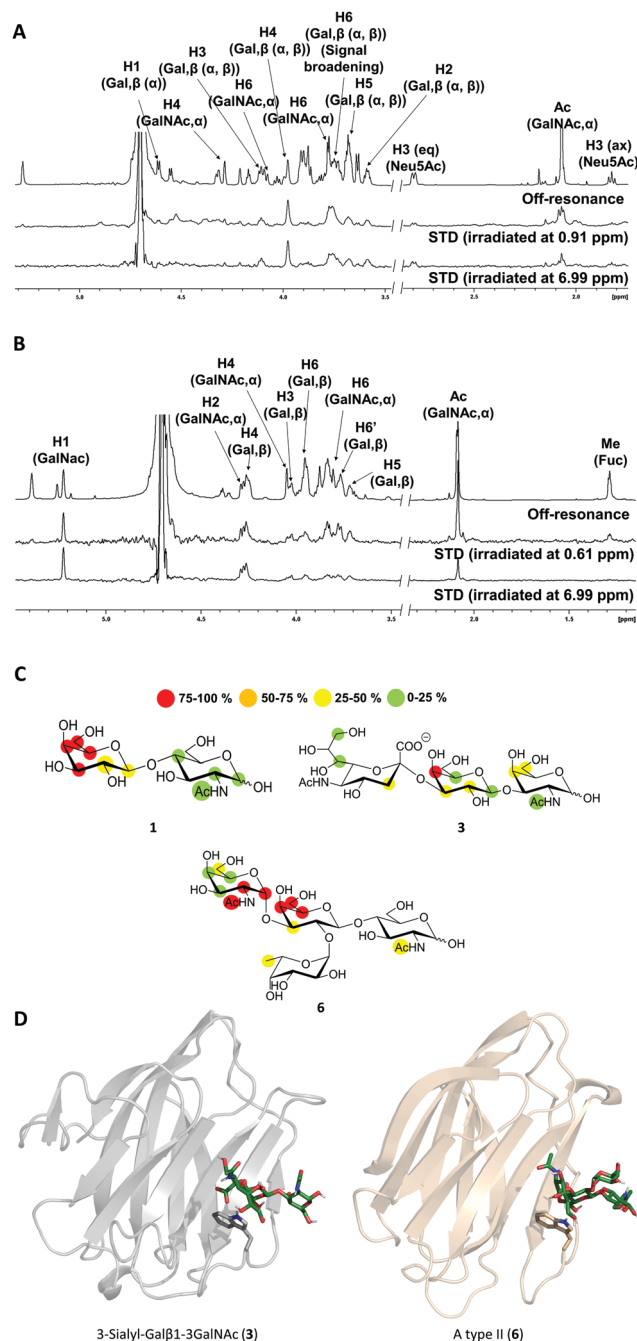 A
H1
(Gal,β (α))
H4
(GalNAc,α)
H3
(Gal,β (α, β))
H6
(GalNAc,α)
H4
(Gal,β (α, β))
H6
(GalNAc,α)
H6
(Gal,β (α, β))
(Signal
broadening)
H5
(Gal,β (α, β))
H2
(Gal,β (α, β))
H3 (eq)
(Neu5Ac)
Ac
(GalNAc,α)
H3 (ax)
(Neu5Ac)
Off-resonance
STD (irradiated at 0.91 ppm)
STD (irradiated at 6.99 ppm)
5.0 4.5 4.0 3.5 2.5 2.0 [ppm]
B
H1
(GalNac)
H2
(GalNAc,α)
H4
(Gal,β)
H4
(GalNAc,α)
H3
(Gal,β)
H6
(Gal,β)
H6
(GalNAc,α)
H6'
(Gal,β)
H5
(Gal,β)
Ac
(GalNAc,α)
Me
(Fuc)
Off-resonance
STD (irradiated at 0.61 ppm)
STD (irradiated at 6.99 ppm)
5.0 4.5 4.0 3.5 2.0 1.5 [ppm]
C
75-100 % 50-75 % 25-50 % 0-25 %
OH
OH
HO
OH
O
O
OH
O
HO
AcHN
OH
1
HO
OH
HO
COO⊖
AcHN
HO
O
O
OH
OH
O
OH
O
OH
OH
O
AcHN
OH
3
OH
OH
HO
O
AcHN
O
OH
OH
O
O
O
OH
O
HO
AcHN
OH
O
O
OH
HO
OH
6
D
3-Sialyl-Galβ1-3GalNAc (3)
A type II (6)